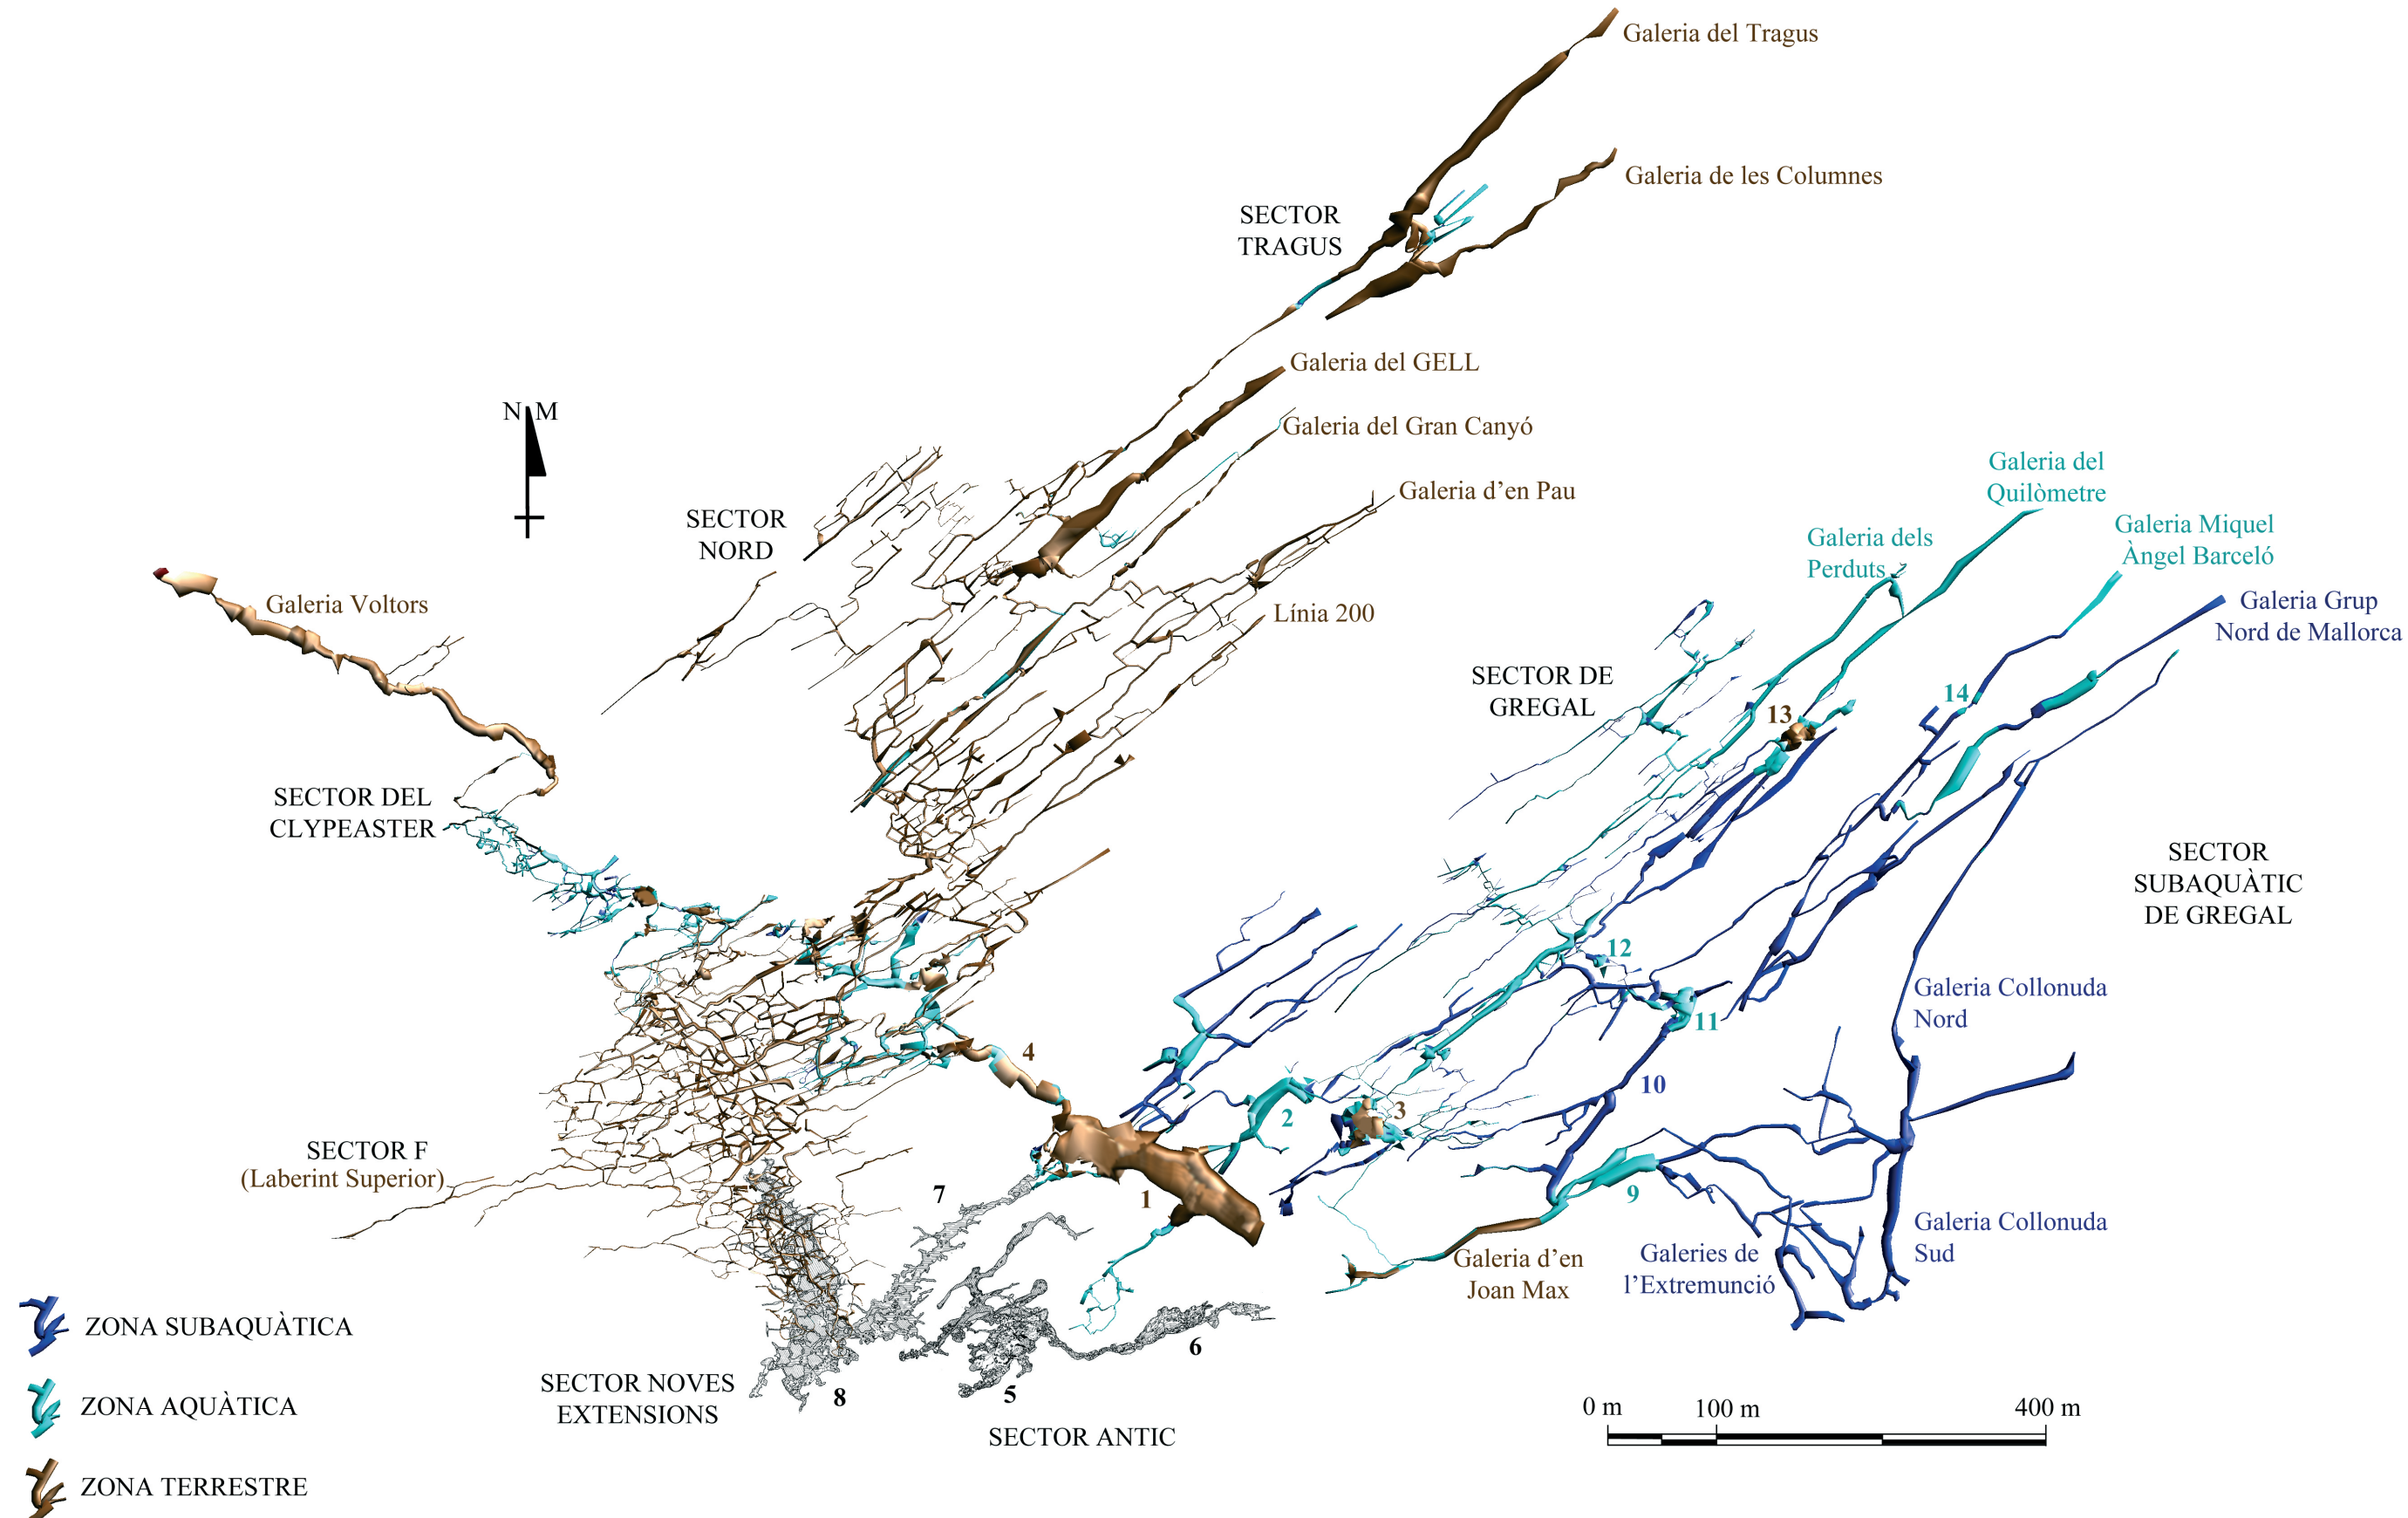 Galeria del Tragus
Galeria de les Columnes
SECTOR
TRAGUS
Galeria del GELL
N M
Galeria del Gran Canyó
Galeria d’en Pau
SECTOR
NORD
Galeria del
Quilòmetre
Galeria Miquel
Àngel Barceló
Galeria dels
Perduts
Galeria Grup
Nord de Mallorca
Galeria Voltors
Línia 200
SECTOR DE
GREGAL
14
13
SECTOR DEL
CLYPEASTER
SECTOR
SUBAQUÀTIC
DE GREGAL
12
Galeria Collonuda
Nord
11
4
10
2
3
SECTOR F
(Laberint Superior)
7
1
9
Galeria Collonuda
Sud
Galeria d’en
Joan Max
Galeries de
l’Extremunció
ZONA SUBAQUÀTICA
6
SECTOR NOVES
EXTENSIONS
8
5
ZONA AQUÀTICA
SECTOR ANTIC
0 m
100 m
400 m
ZONA TERRESTRE